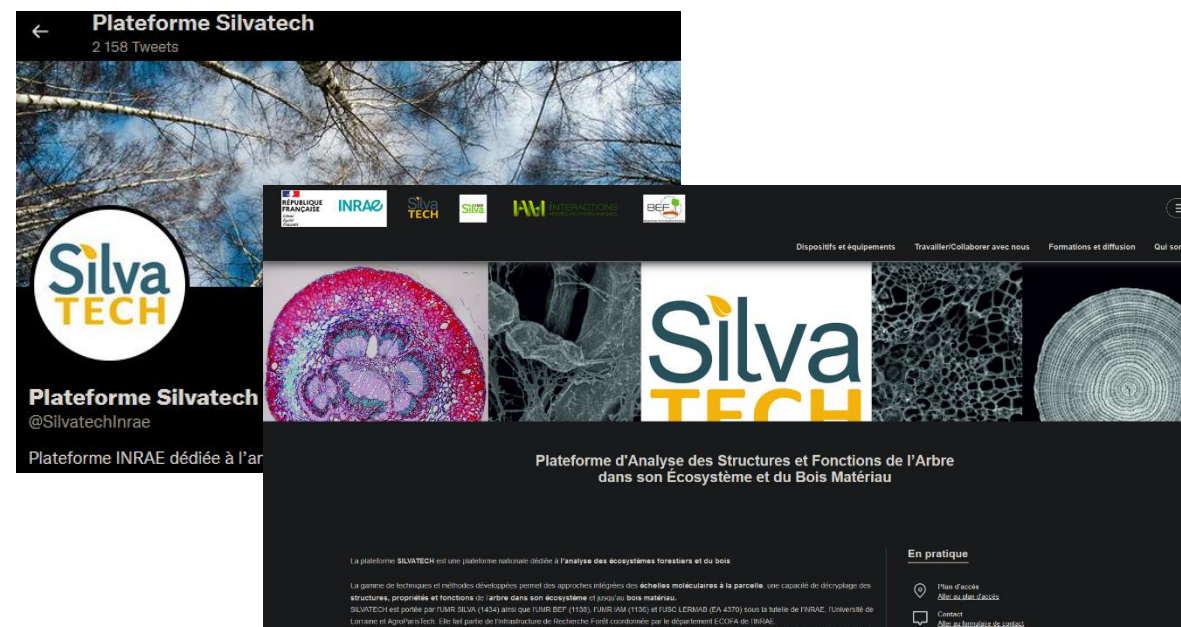 Plateforme Silvatech
2 158 Tweets
Silva
TECH
Plateforme Silvatech
@SilvatechInrae
Plateforme INRAE dédiée à l'ar
RÉPUBLIQUE
FRANÇAISE
Liberté
Égalité
Fraternité
INRAE
Silva
TECH
Silva
INTERACTIONS
BEF
Dispositifs et équipements Travailler/Collaborer avec nous Formations et diffusion Qui som
Silva
TECH
Plateforme d'Analyse des Structures et Fonctions de l'Arbre
dans son Écosystème et du Bois Matériau
La plateforme SILVATECH est une plateforme nationale dédiée à l'analyse des écosystèmes forestiers et du bois.
La gamme de techniques et méthodes développées permet des approches intégrées des échelles moléculaires à la parcelle, une capacité de décryptage des
structures, propriétés et fonctions de l'arbre dans son écosystème et jusqu'au bois matériau.
SILVATECH est portée par l'UMR SILVA (1434) ainsi que l'UMR BEF (1138), l'UMR IAM (1136) et l'USC LERMAB (EA 4370) sous la tutelle de l'INRAE, l'Université de
Lorraine et AgroParisTech. Elle fait partie de l'Infrastructure de Recherche Forêt coordonnée par le département ECOFA de l'INRAE.
En pratique
Plan d'accès
Aller au plan d'accès
Contact
Aller au formulaire de contact